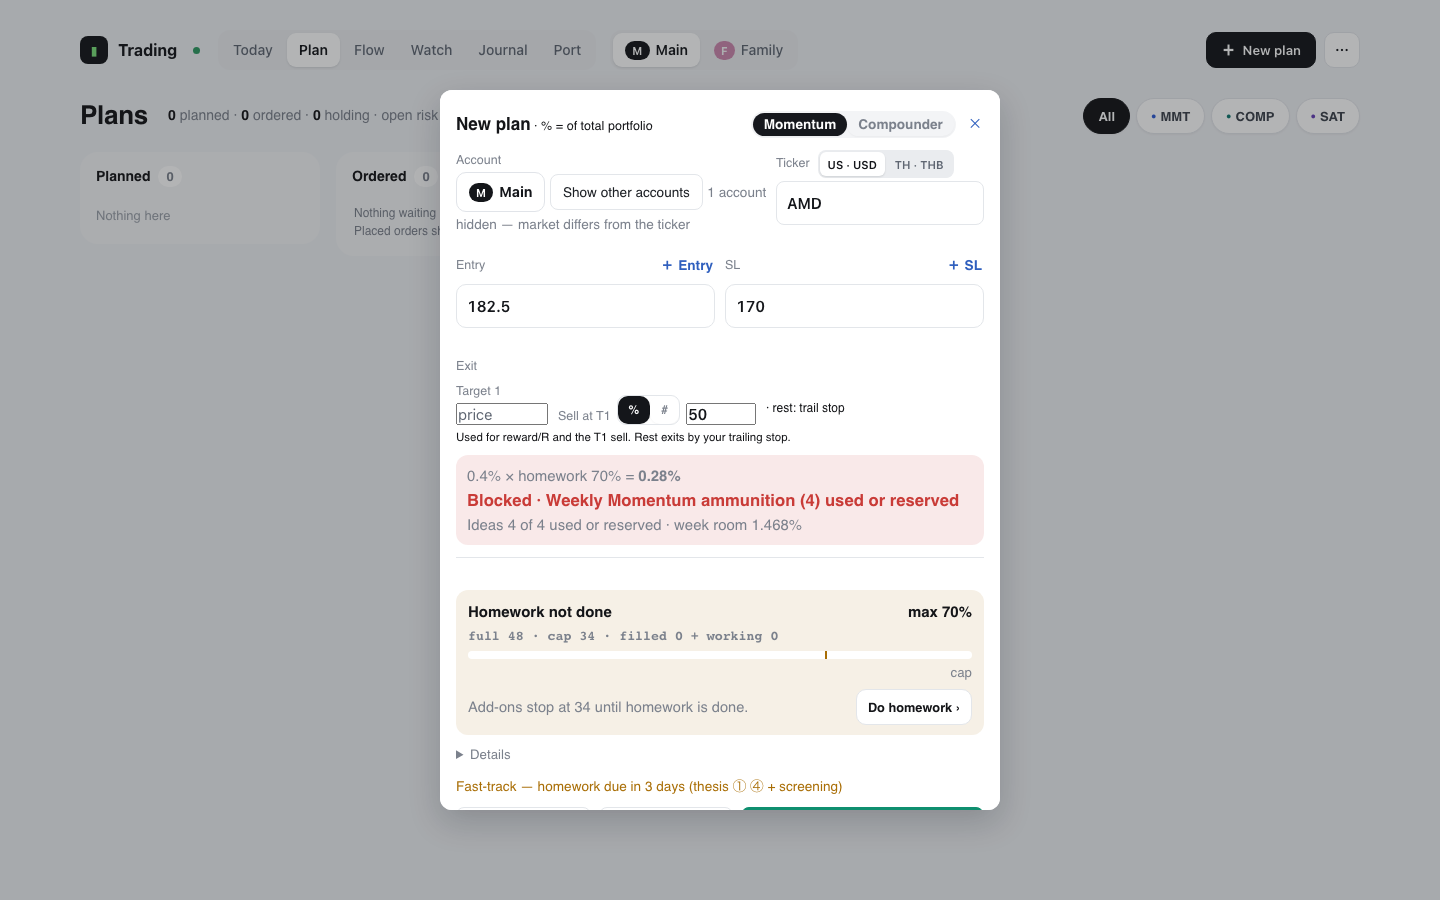 Trading Today Plan Flow Watch Journal Port M Main F Family + New plan ...
Plans 0 planned · 0 ordered · 0 holding · open risk All • MMT • COMP • SAT
Planned 0
Nothing here
Ordered 0
Nothing waiting
Placed orders
New plan · % = of total portfolio Momentum Compounder ×
Account
M Main Show other accounts 1 account
hidden — market differs from the ticker
Ticker US · USD TH · THB
AMD
Entry + Entry SL + SL
182.5 170
Exit
Target 1
price Sell at T1 % # 50 · rest: trail stop
Used for reward/R and the T1 sell. Rest exits by your trailing stop.
0.4% × homework 70% = 0.28%
Blocked · Weekly Momentum ammunition (4) used or reserved
Ideas 4 of 4 used or reserved · week room 1.468%
Homework not done max 70%
full 48 · cap 34 · filled 0 + working 0
cap
Add-ons stop at 34 until homework is done. Do homework ›
▶ Details
Fast-track — homework due in 3 days (thesis ① ④ + screening)